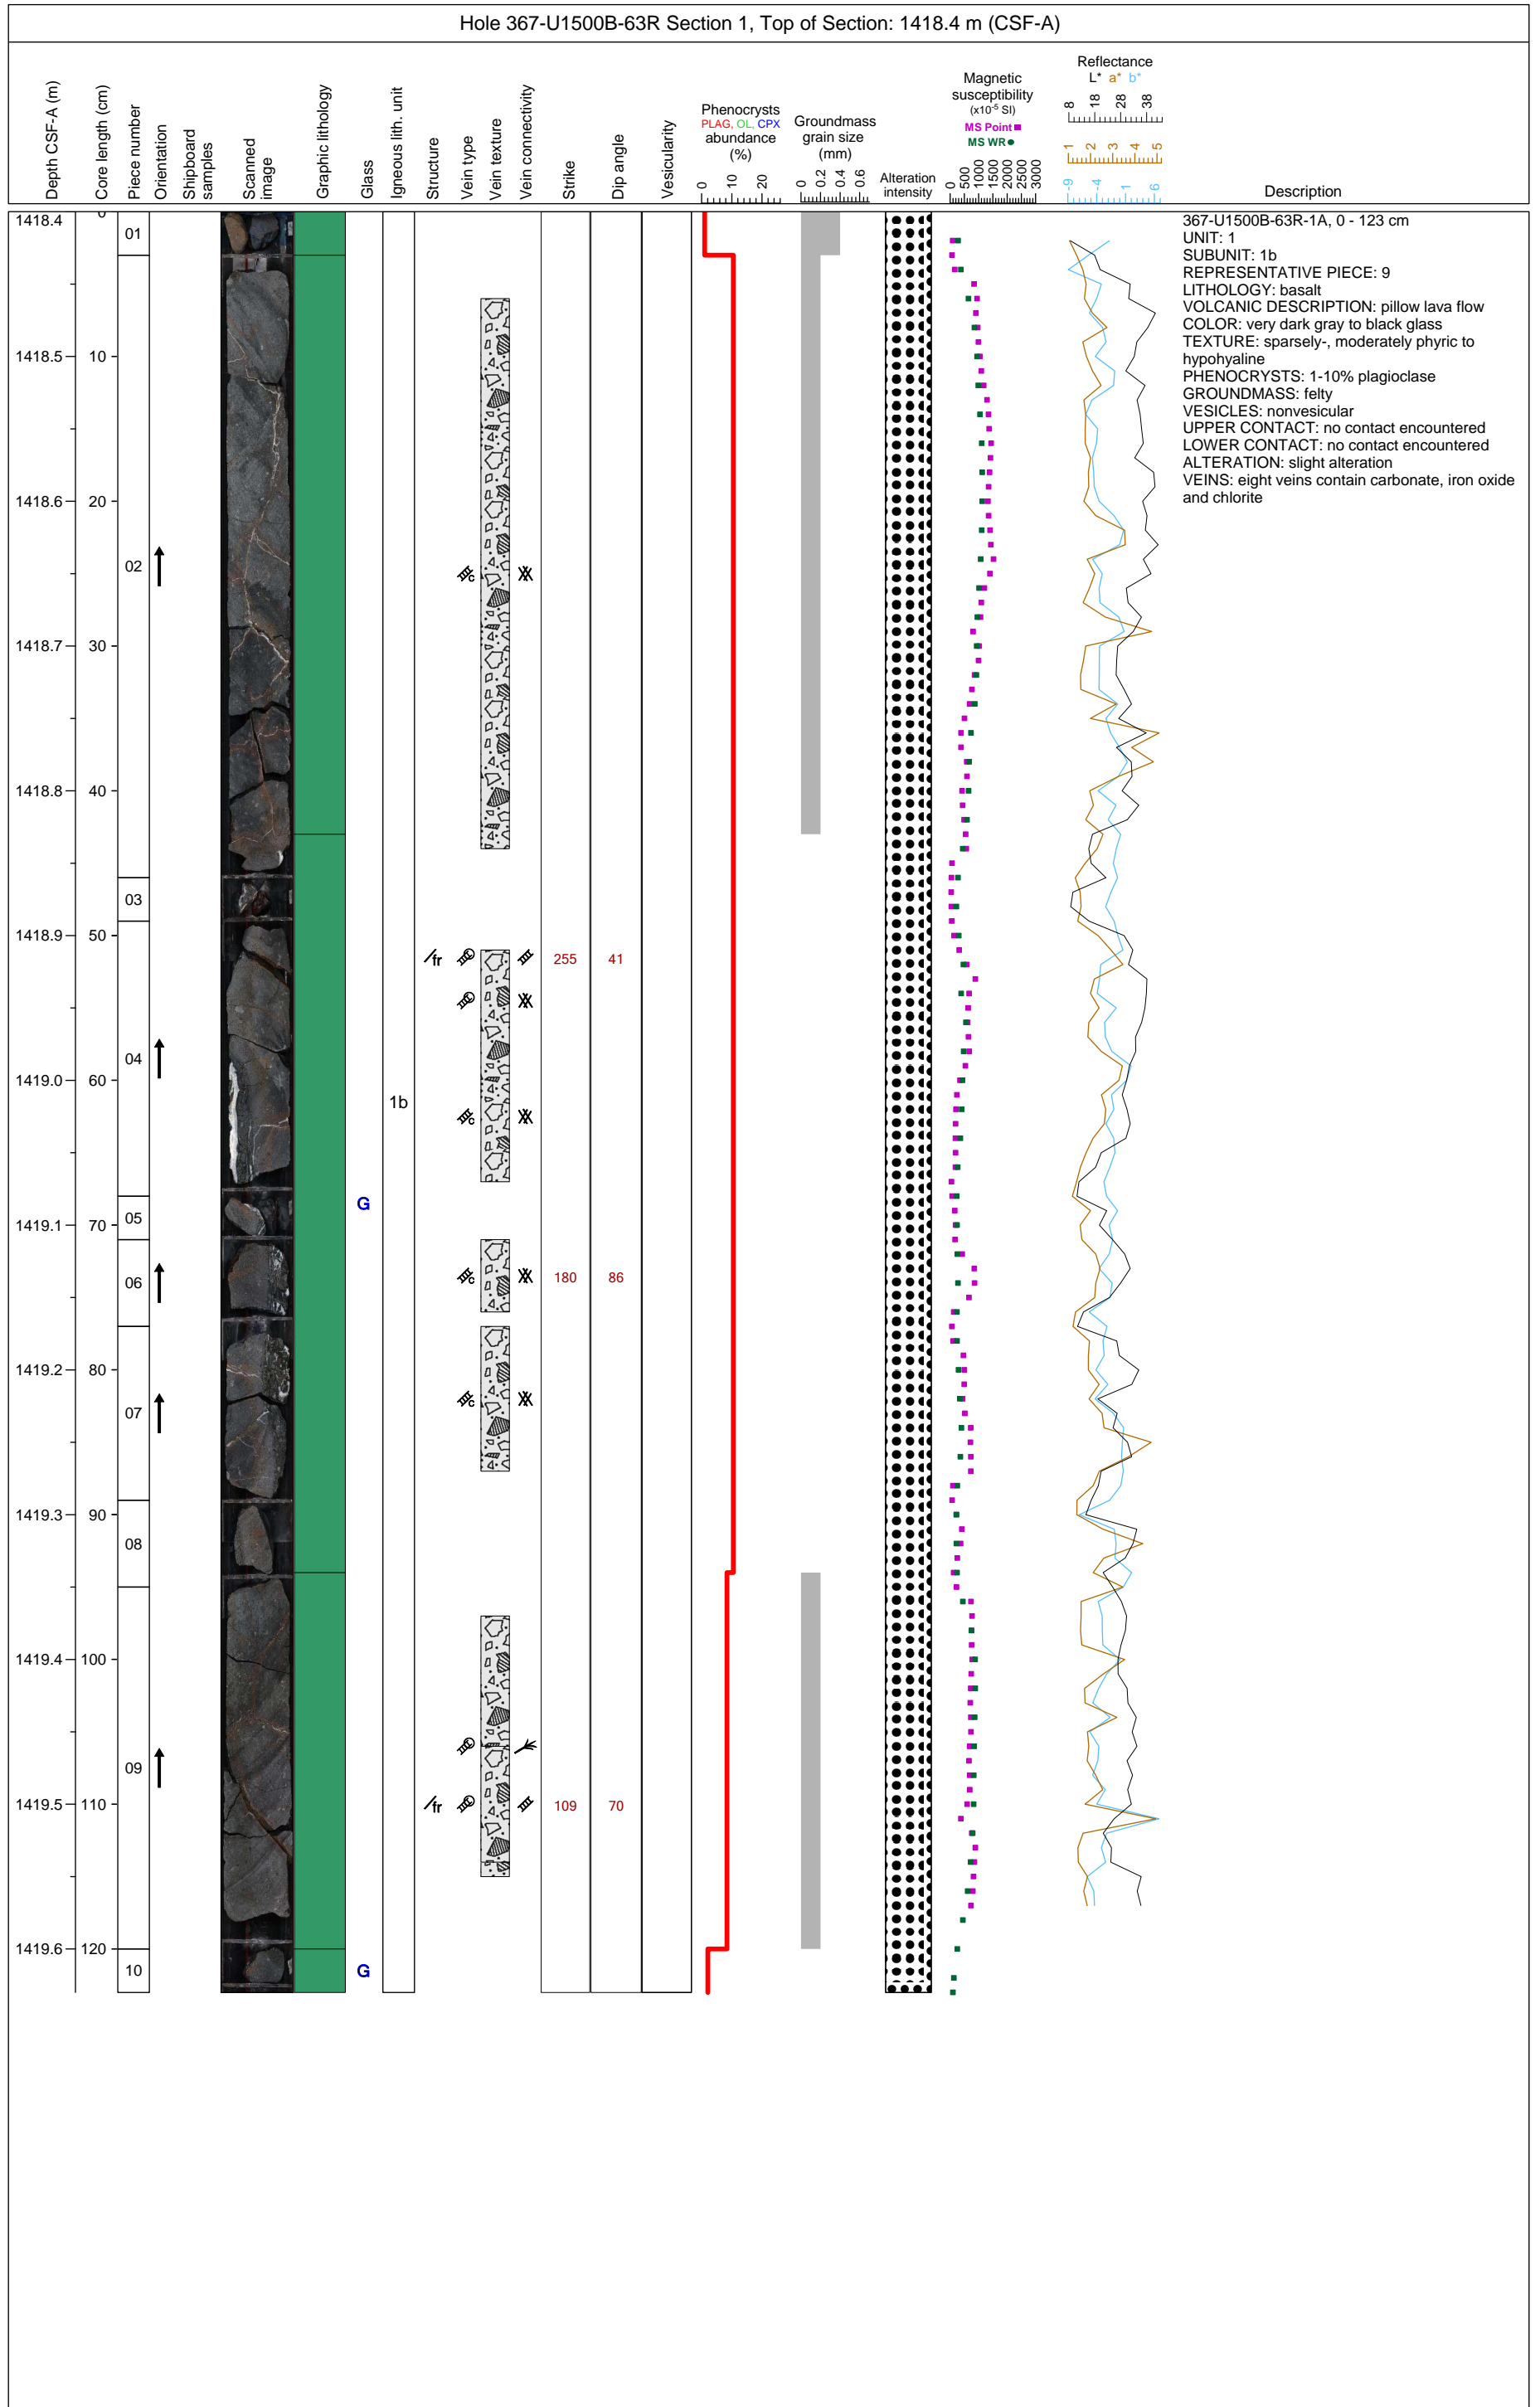 Hole 367-U1500B-63R Section 1, Top of Section: 1418.4 m (CSF-A)
Depth CSF-A (m)
Core length (cm)
Piece number
Orientation
Shipboard
samples
Scanned
image
Graphic lithology
Glass
Igneous lith. unit
Structure
Vein type
Vein texture
Vein connectivity
Strike
Dip angle
Vesicularity
Phenocrysts
PLAG, OL, CPX
abundance
(%)
0 10 20
Groundmass
grain size
(mm)
0 0.2 0.4 0.6
Alteration
intensity
Magnetic
susceptibility
(x10-5 SI)
MS Point
MS WR
0 500 1000 1500 2000 2500 3000
Reflectance
L* a* b*
8 18 28 38
1 2 3 4 5
-9 -4 1 6
Description
1418.4 0
01
1418.5 10
1418.6 20
02
c
1418.7 30
1418.8 40
03
1418.9 50
fr 255 41
04
1419.0 60
1b
c
G
05
1419.1 70
06 c 180 86
1419.2 80
c
07
1419.3 90
08
1419.4 100
09
1419.5 110 fr 109 70
1419.6 120
10 G
367-U1500B-63R-1A, 0 - 123 cm
UNIT: 1
SUBUNIT: 1b
REPRESENTATIVE PIECE: 9
LITHOLOGY: basalt
VOLCANIC DESCRIPTION: pillow lava flow
COLOR: very dark gray to black glass
TEXTURE: sparsely-, moderately phyric to
hypohyaline
PHENOCRYSTS: 1-10% plagioclase
GROUNDMASS: felty
VESICLES: nonvesicular
UPPER CONTACT: no contact encountered
LOWER CONTACT: no contact encountered
ALTERATION: slight alteration
VEINS: eight veins contain carbonate, iron oxide
and chlorite